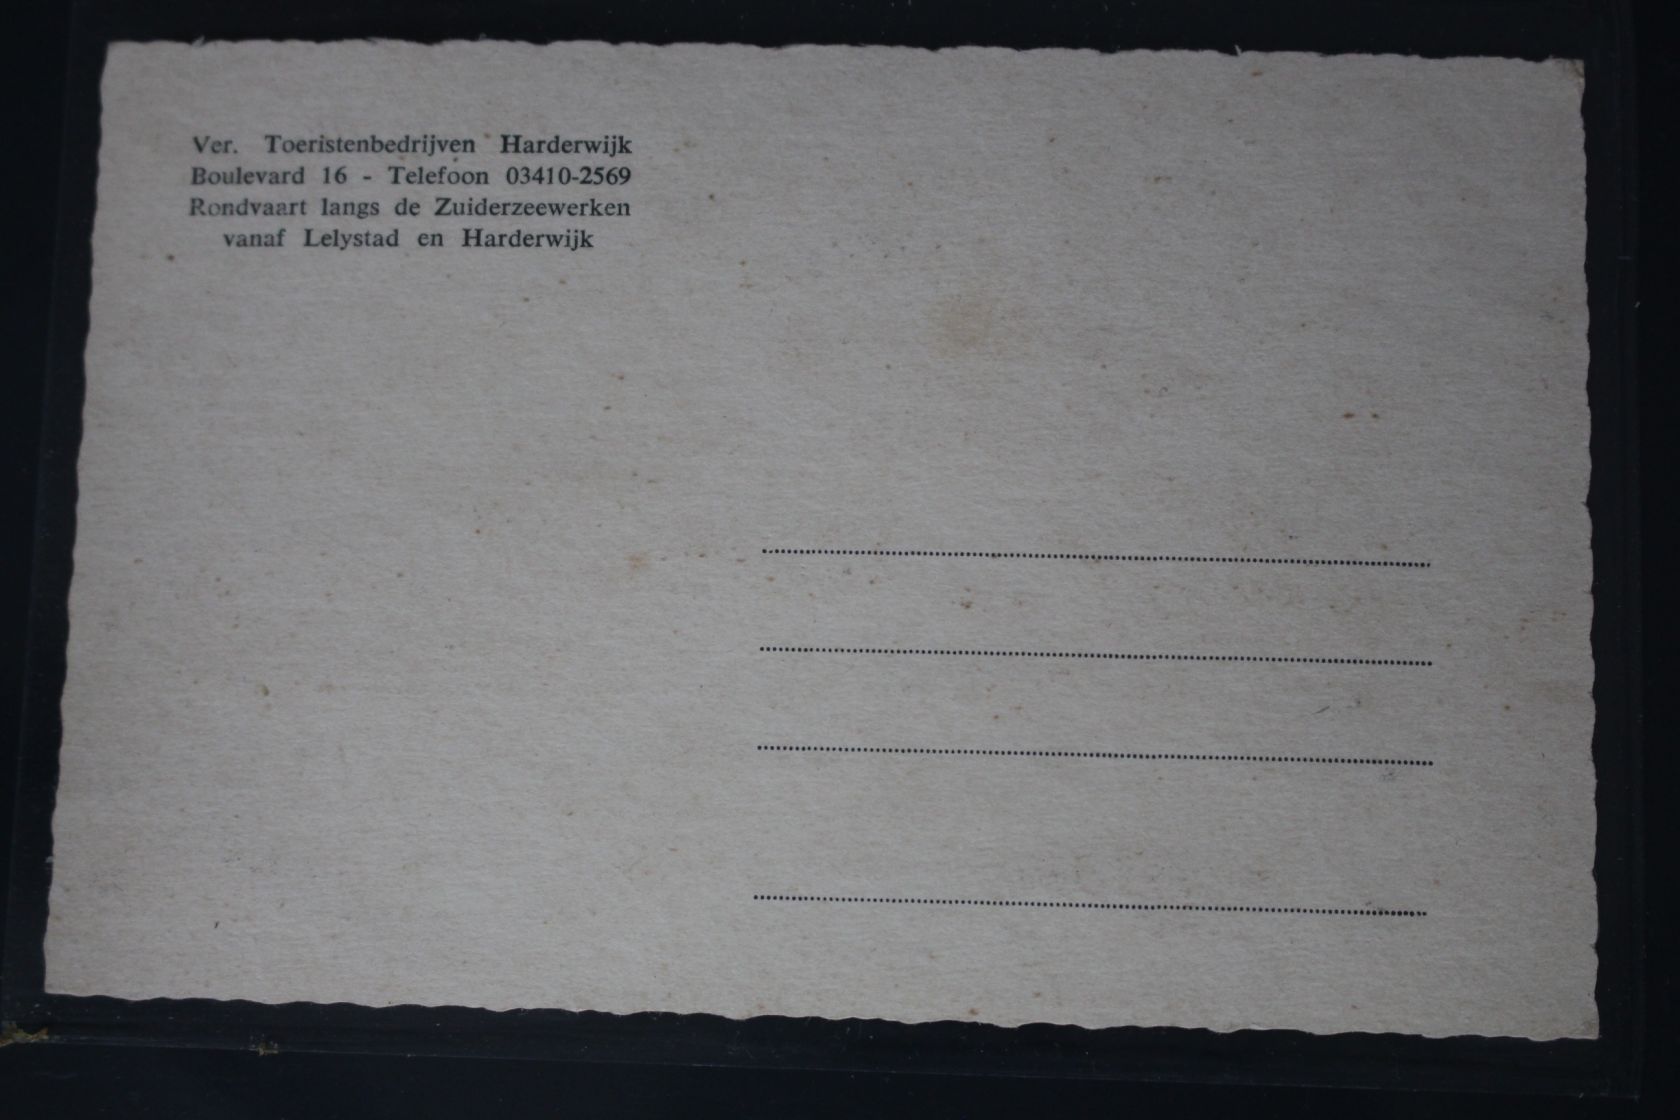 Ver. Toeristenbedrijven Harderwijk
Boulevard 16 - Telefoon 03410-2569
Rondvaart langs de Zuiderzeewerken
vanaf Lelystad en Harderwijk